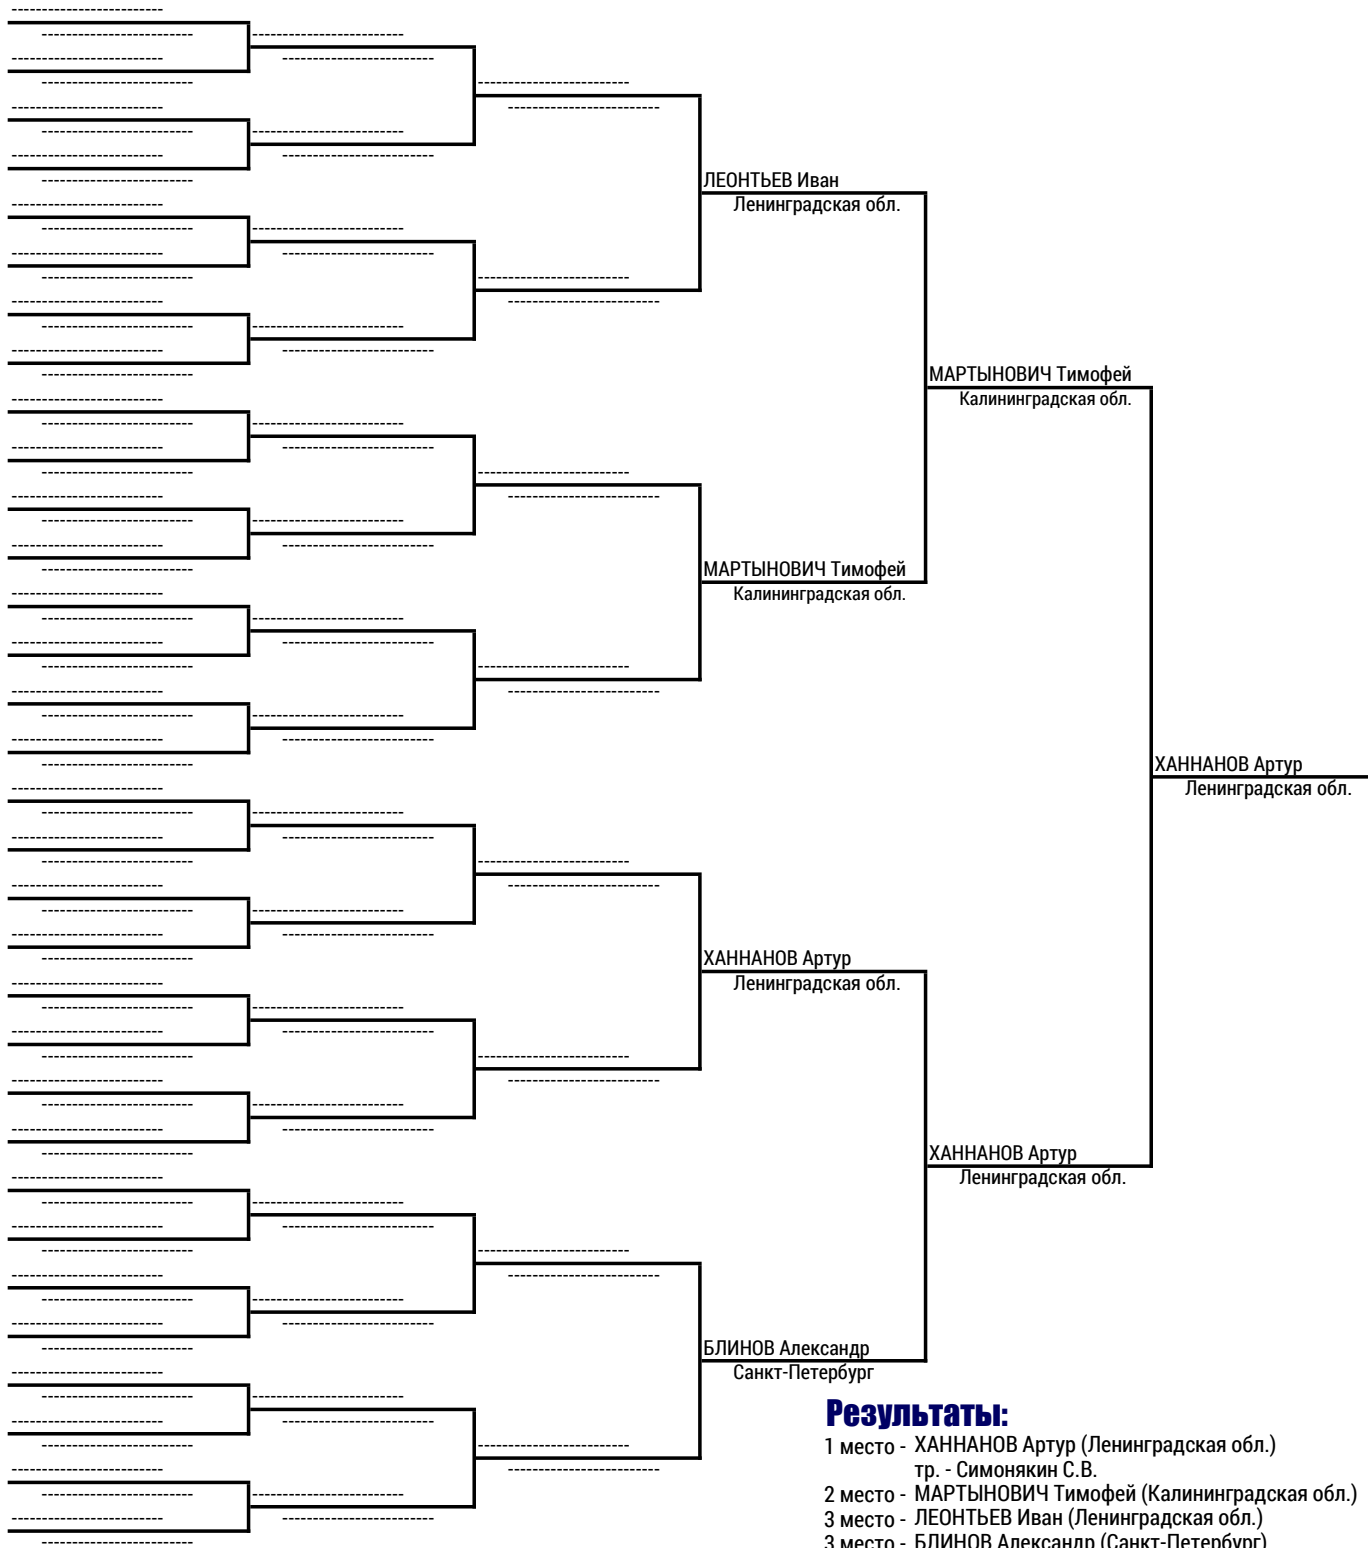 ЛЕОНТЬЕВ Иван
Ленинградская обл.
МАРТЫНОВИЧ Тимофей
Калининградская обл.
МАРТЫНОВИЧ Тимофей
Калининградская обл.
ХАННАНОВ Артур
Ленинградская обл.
ХАННАНОВ Артур
Ленинградская обл.
ХАННАНОВ Артур
Ленинградская обл.
БЛИНОВ Александр
Санкт-Петербург
Результаты:
1 место - ХАННАНОВ Артур (Ленинградская обл.)
тр. - Симонякин С.В.
2 место - МАРТЫНОВИЧ Тимофей (Калининградская обл.)
3 место - ЛЕОНТЬЕВ Иван (Ленинградская обл.)
3 место - БЛИНОВ Александр (Санкт-Петербург)